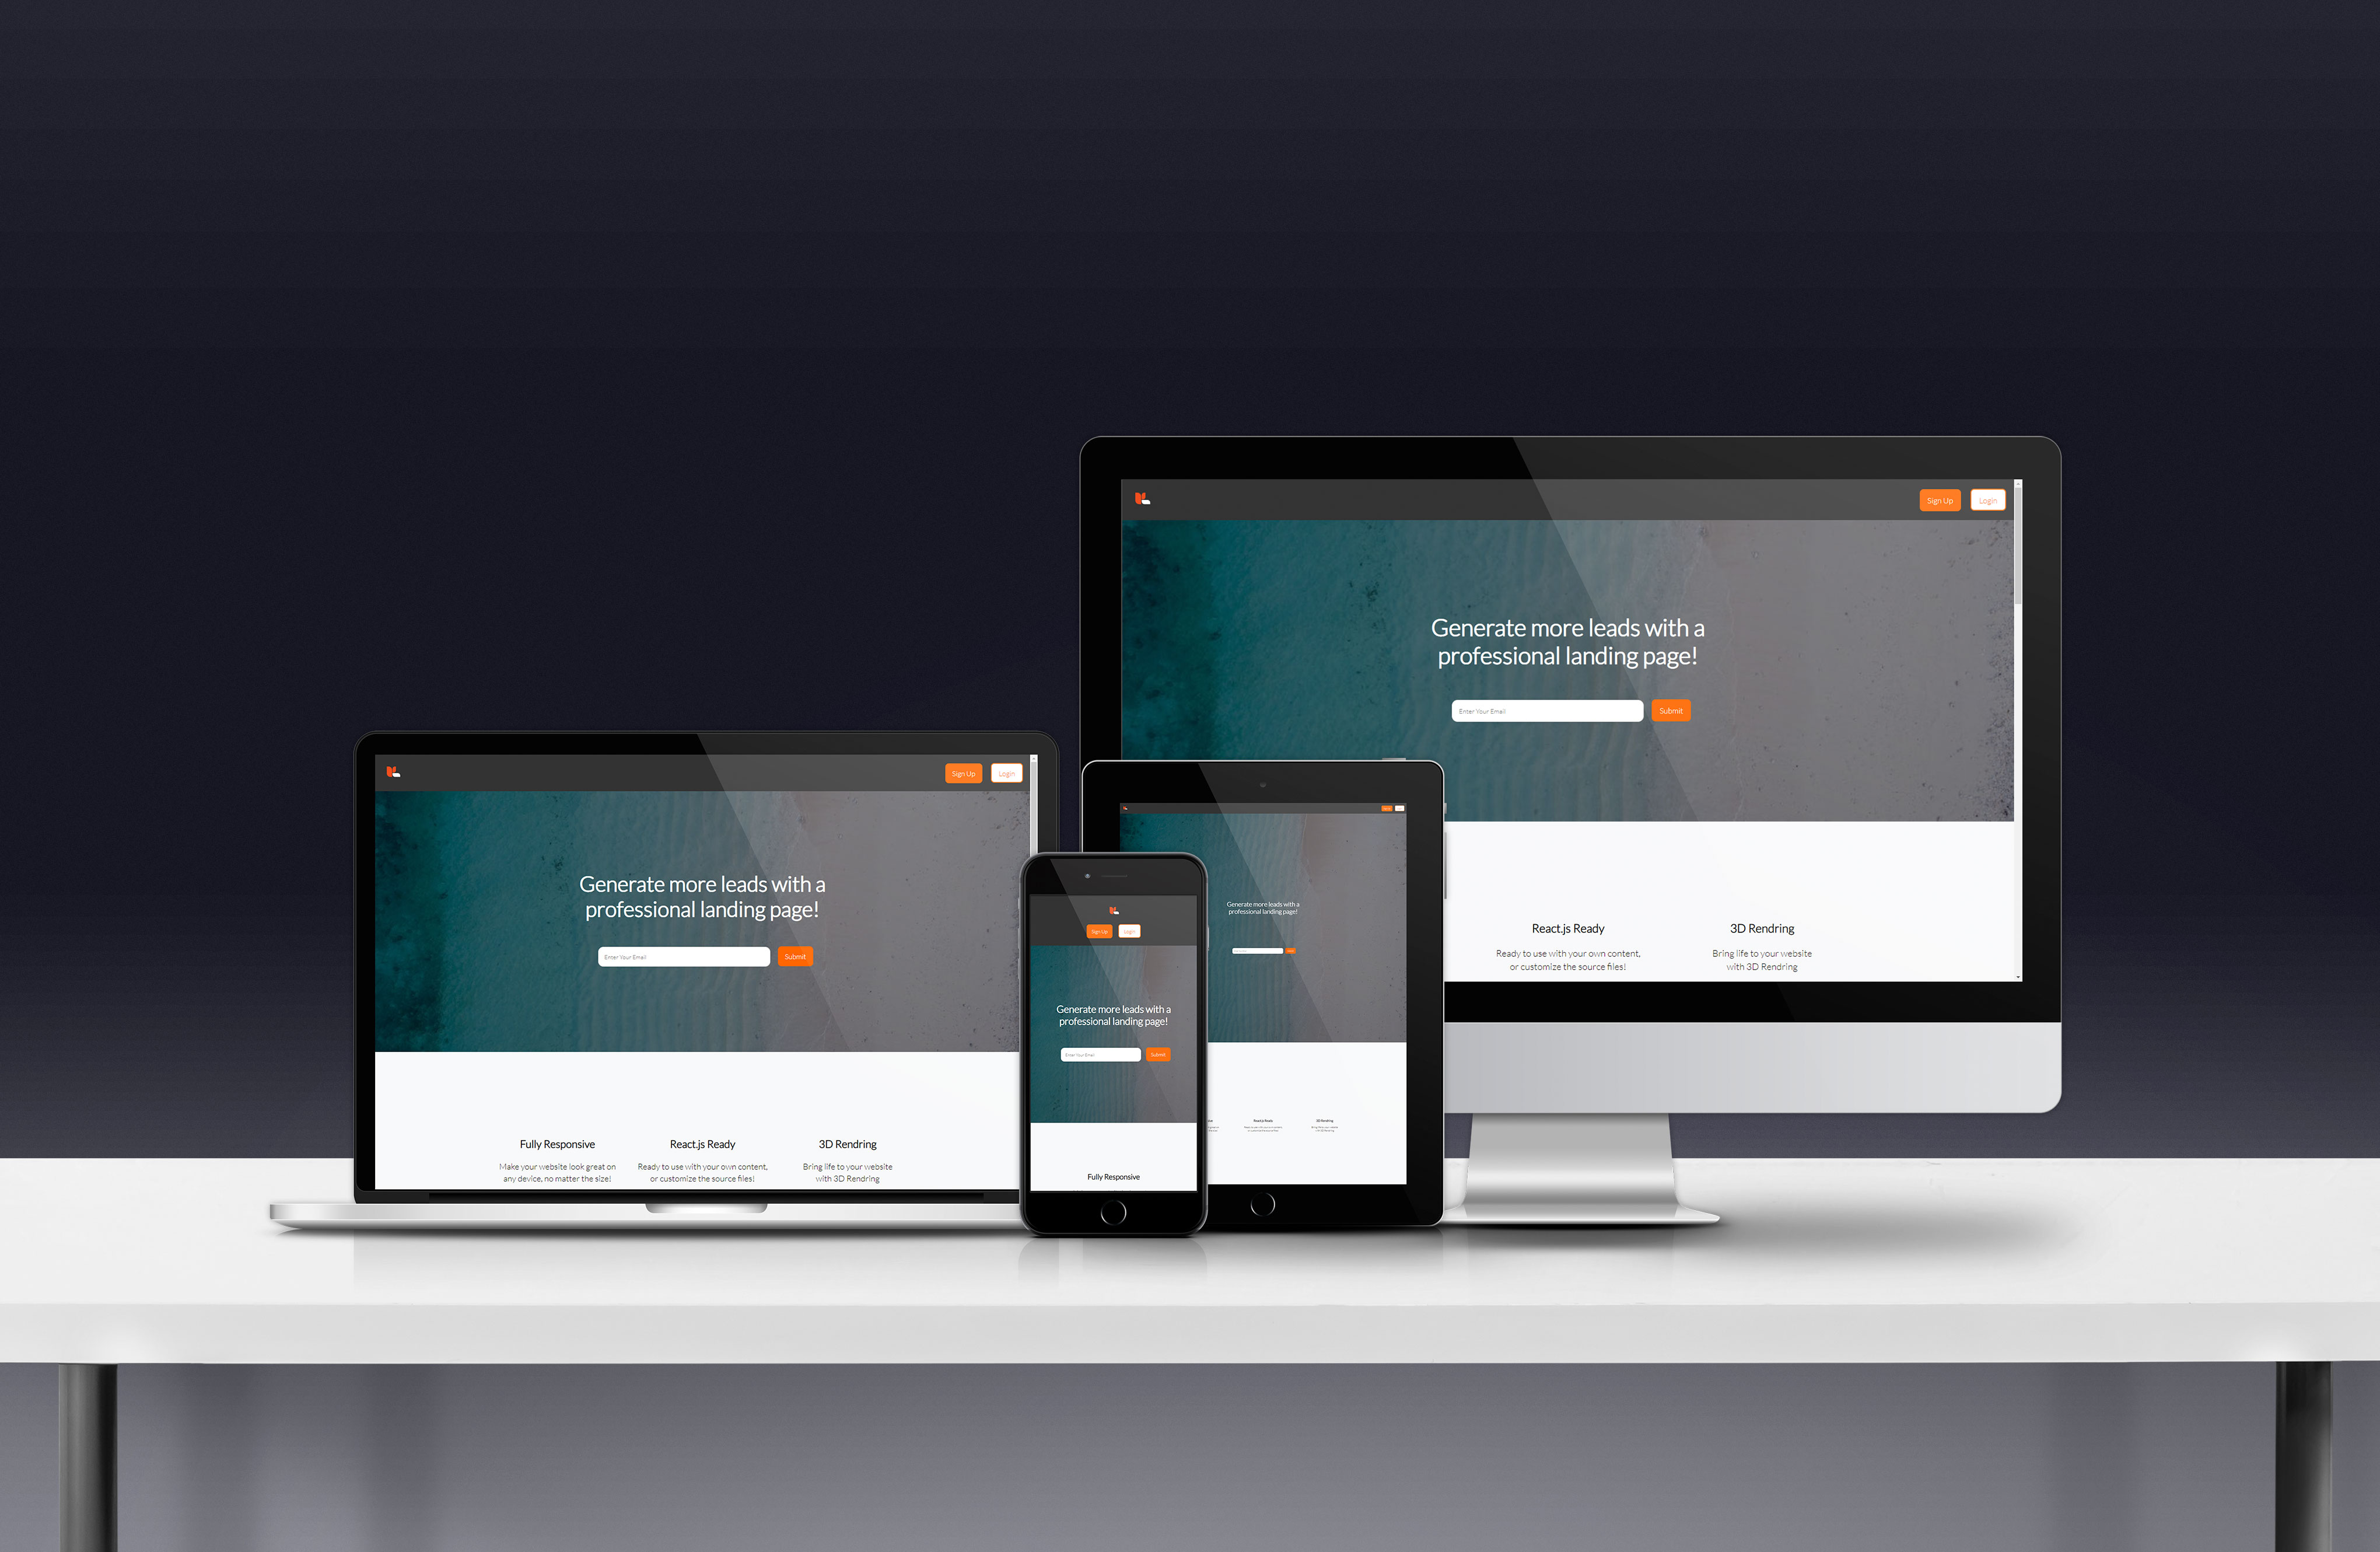 Sign Up
Login
Generate more leads with a
professional landing page!
Enter Your Email
Submit
React.js Ready
Ready to use with your own content,
or customize the source files!
3D Rendring
Bring life to your website
with 3D Rendring
Sign Up
Login
Generate more leads with a
professional landing page!
Enter Your Email
Submit
Fully Responsive
Make your website look great on
any device, no matter the size!
React.js Ready
Ready to use with your own content,
or customize the source files!
3D Rendring
Bring life to your website
with 3D Rendring
Sign Up
Login
Generate more leads with a
professional landing page!
Enter Your Email
Submit
Fully Responsive
Generate more leads with a
professional landing page!
React.js Ready
3D Rendring